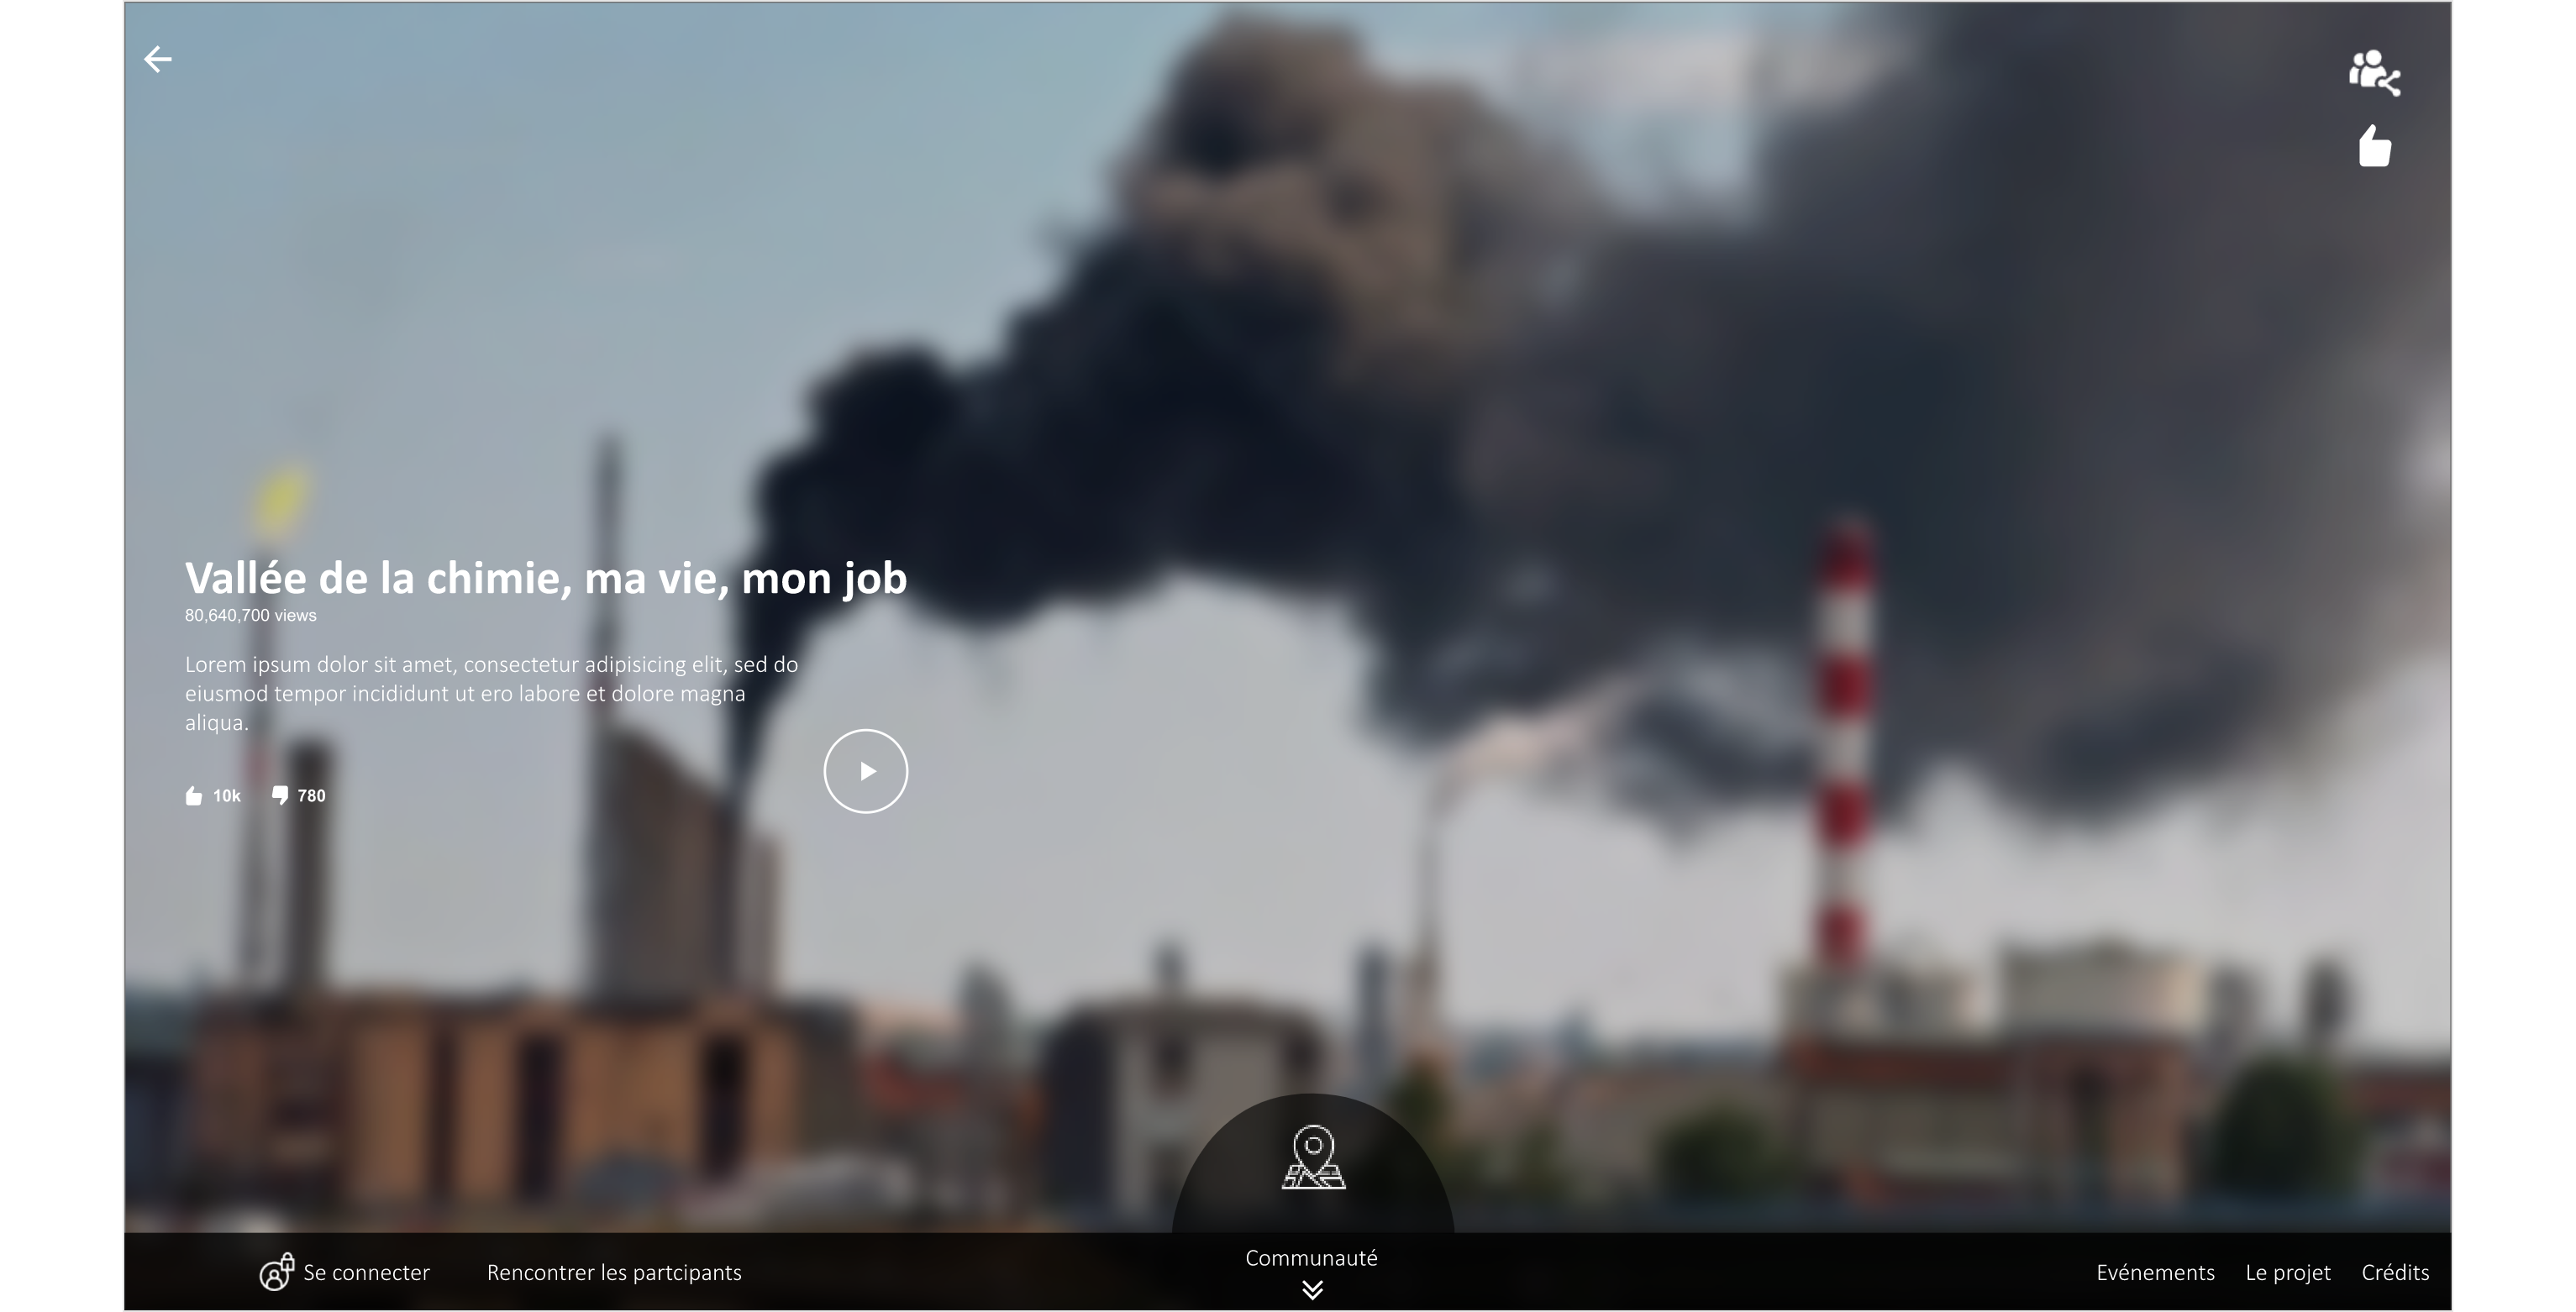 Vallée de la chimie, ma vie, mon job
80,640,700 views
Lorem ipsum dolor sit amet, consectetur adipisicing elit, sed do
eiusmod tempor incididunt ut ero labore et dolore magna
aliqua.
10k 780
Se connecter Rencontrer les partcipants Communauté Evénements Le projet Crédits